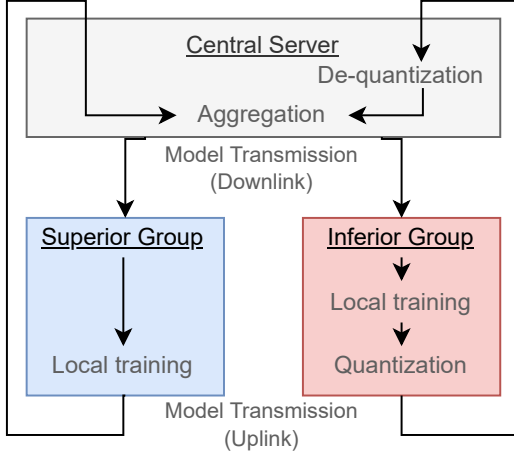 Central Server
De-quantization
Aggregation
Model Transmission
(Downlink)
Superior Group
Local training
Inferior Group
Local training
Quantization
Model Transmission
(Uplink)